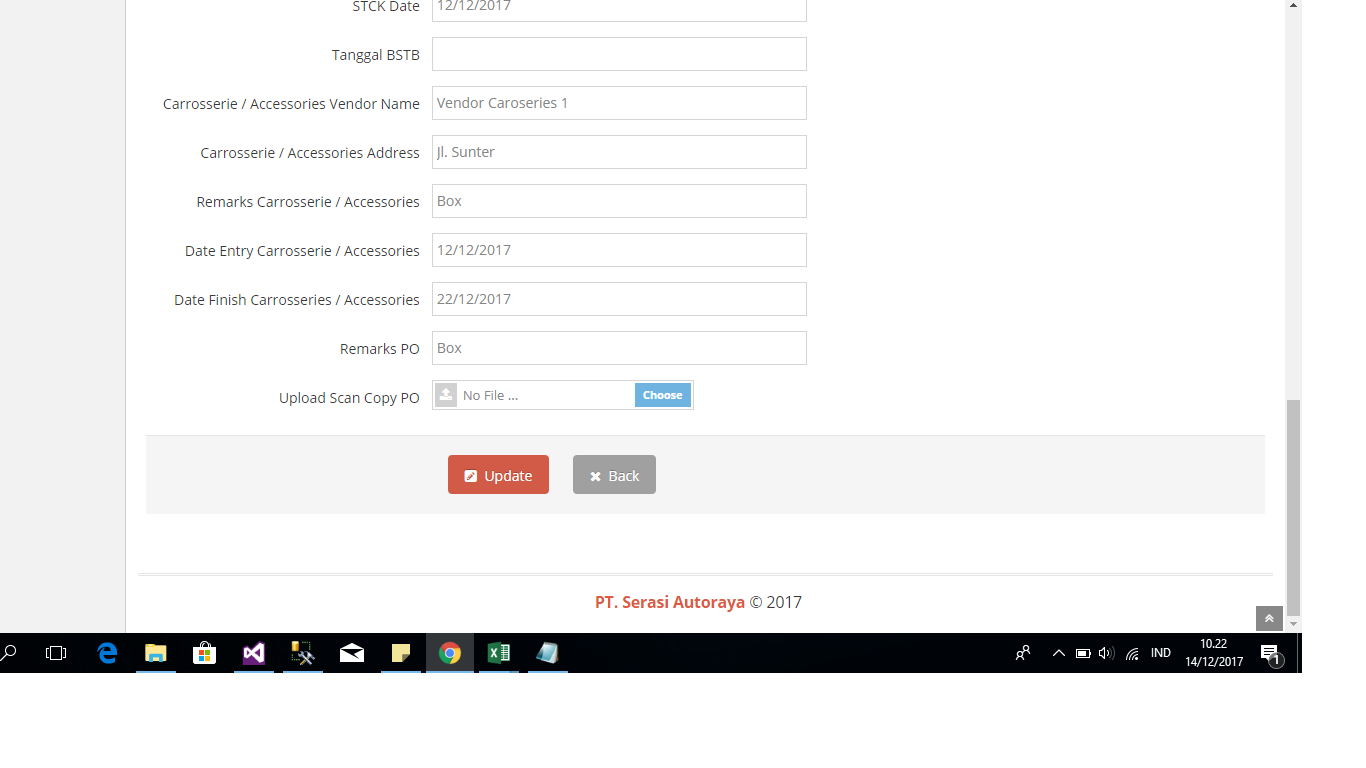 STCK Date 12/12/2017
Tanggal BSTB
Carrosserie / Accessories Vendor Name Vendor Caroseries 1
Carrosserie / Accessories Address Jl. Sunter
Remarks Carrosserie / Accessories Box
Date Entry Carrosserie / Accessories 12/12/2017
Date Finish Carrosseries / Accessories 22/12/2017
Remarks PO Box
Upload Scan Copy PO No File ... Choose
Update Back
PT. Serasi Autoraya © 2017
IND
10.22
14/12/2017
1